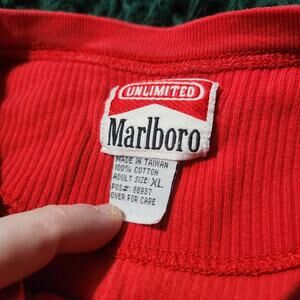 UNLIMITED
Marlboro
MADE IN TAIWAN
100% COTTON
ADULT SIZE: XL
POS#: 88937
OVER FOR CARE